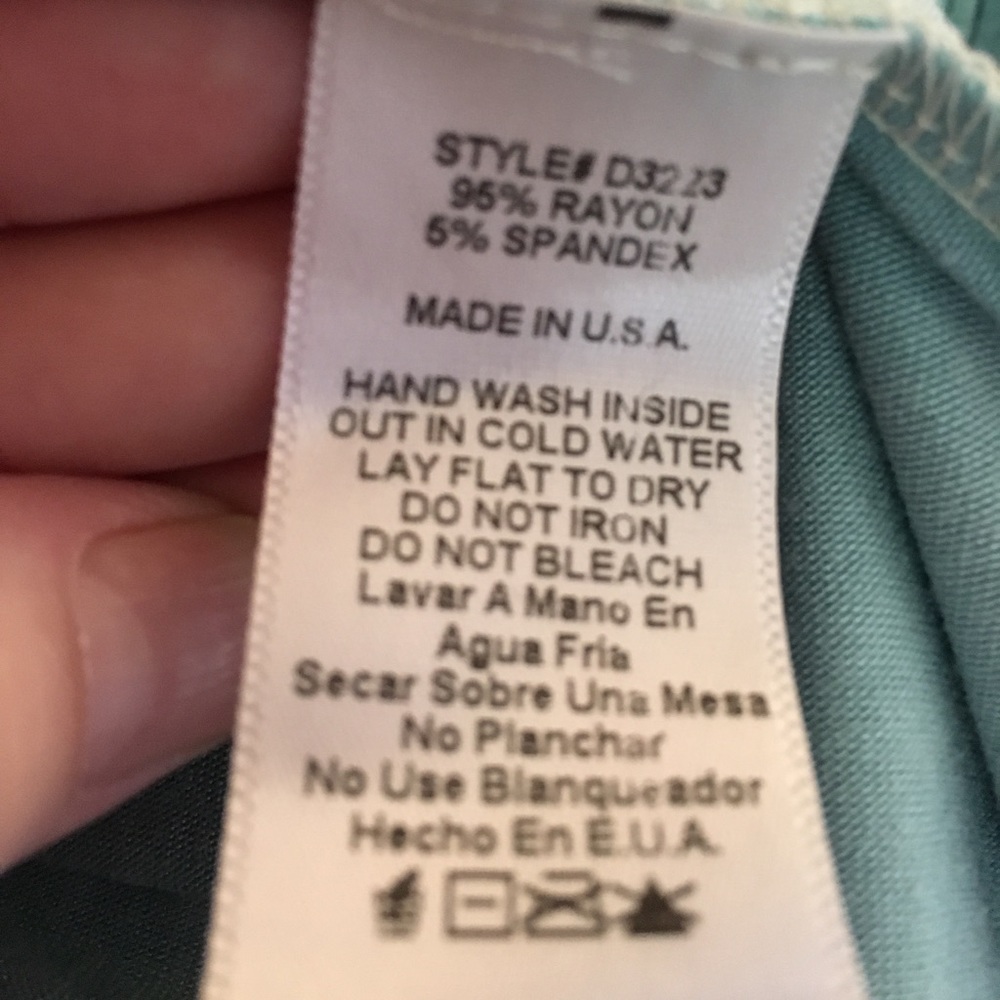 STYLE# D3223
95% RAYON
5% SPANDEX
MADE IN U.S.A.
HAND WASH INSIDE
OUT IN COLD WATER
LAY FLAT TO DRY
DO NOT IRON
DO NOT BLEACH
Lavar A Mano En
Agua Fria
Secar Sobre Una Mesa
No Planchar
No Use Blanqueador
Hecho En E.U.A.